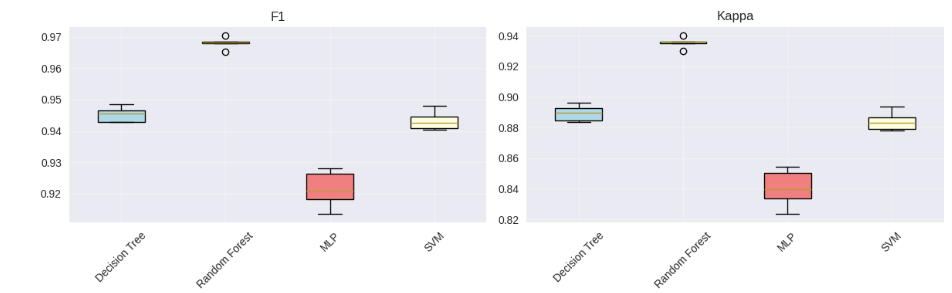 F1
0.97
0.96
0.95
0.94
0.93
0.92
Decision Tree
Random Forest
MLP
SVM
Kappa
0.94
0.92
0.90
0.88
0.86
0.84
0.82
Decision Tree
Random Forest
MLP
SVM